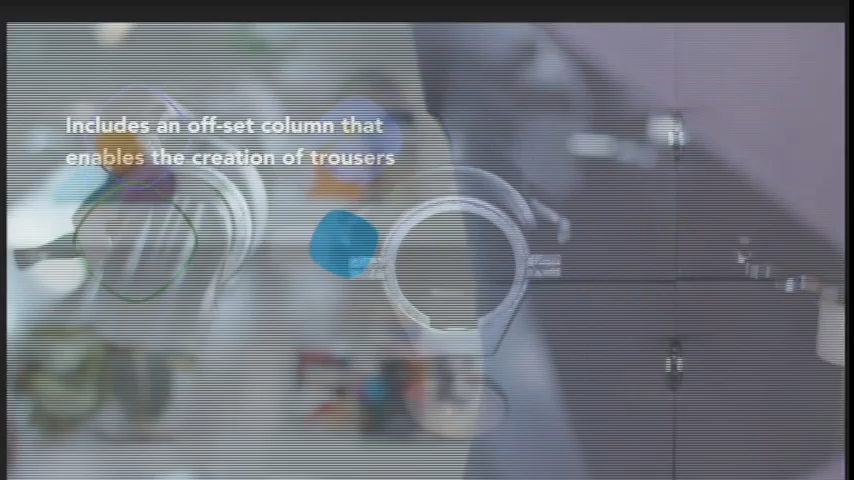 Includes an off-set column that
enables the creation of trousers